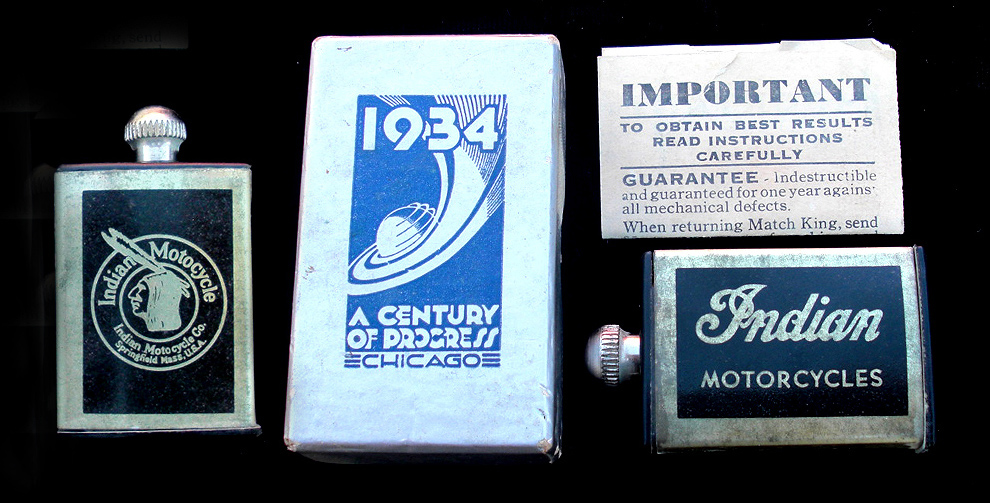 Indian Motocycle
Indian Motocycle Co.
Springfield Mass. U.S.A.
1934
A CENTURY
OF PROGRESS
CHICAGO
IMPORTANT
TO OBTAIN BEST RESULTS
READ INSTRUCTIONS
CAREFULLY
GUARANTEE - Indestructible
and guaranteed for one year agains
all mechanical defects.
When returning Match King, send
Indian
MOTORCYCLES